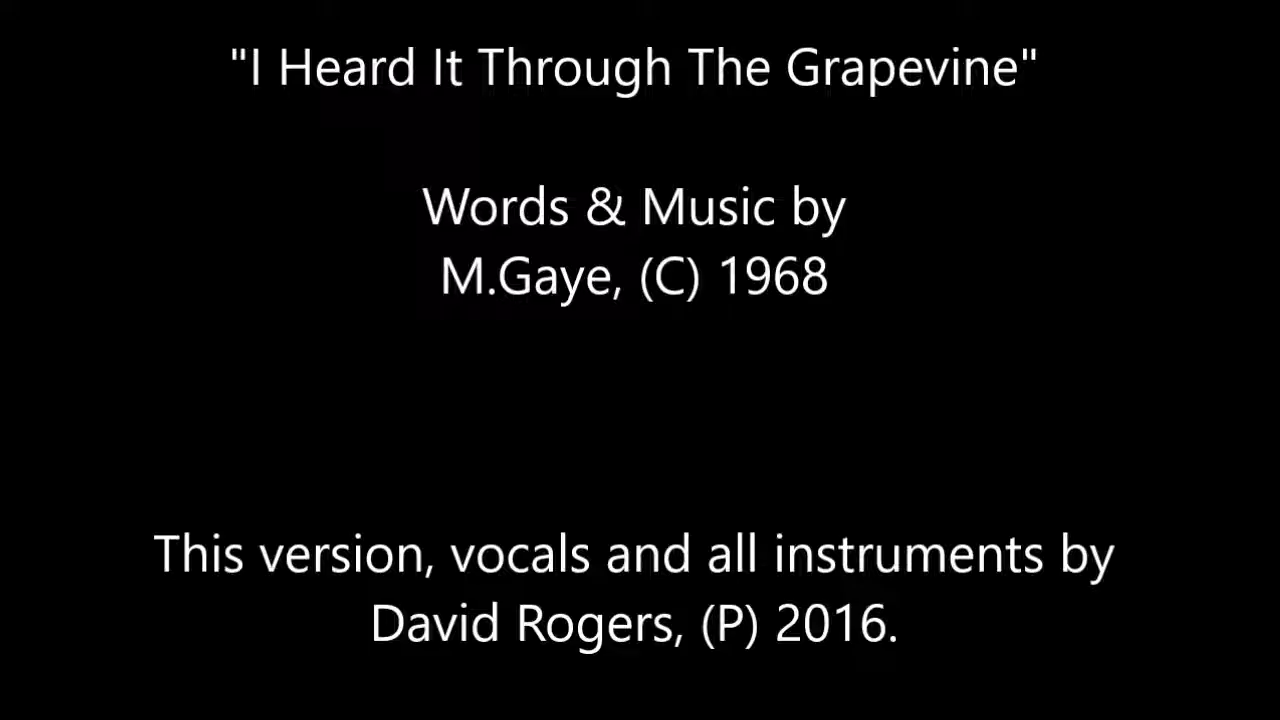 "I Heard It Through The Grapevine"
Words & Music by
M.Gaye, (C) 1968
This version, vocals and all instruments by
David Rogers, (P) 2016.